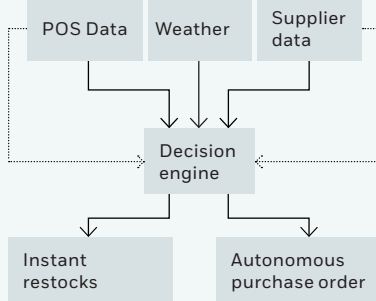 POS Data
Weather
Supplier
data
Decision
engine
Instant
restocks
Autonomous
purchase order